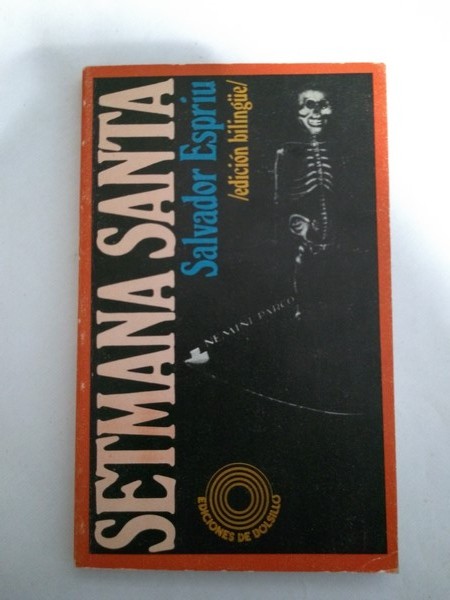 SETMANA SANTA
Salvador Espriu
/edición bilingüe/
NEMINI PARCO
EDICIONES DE BOLSILLO